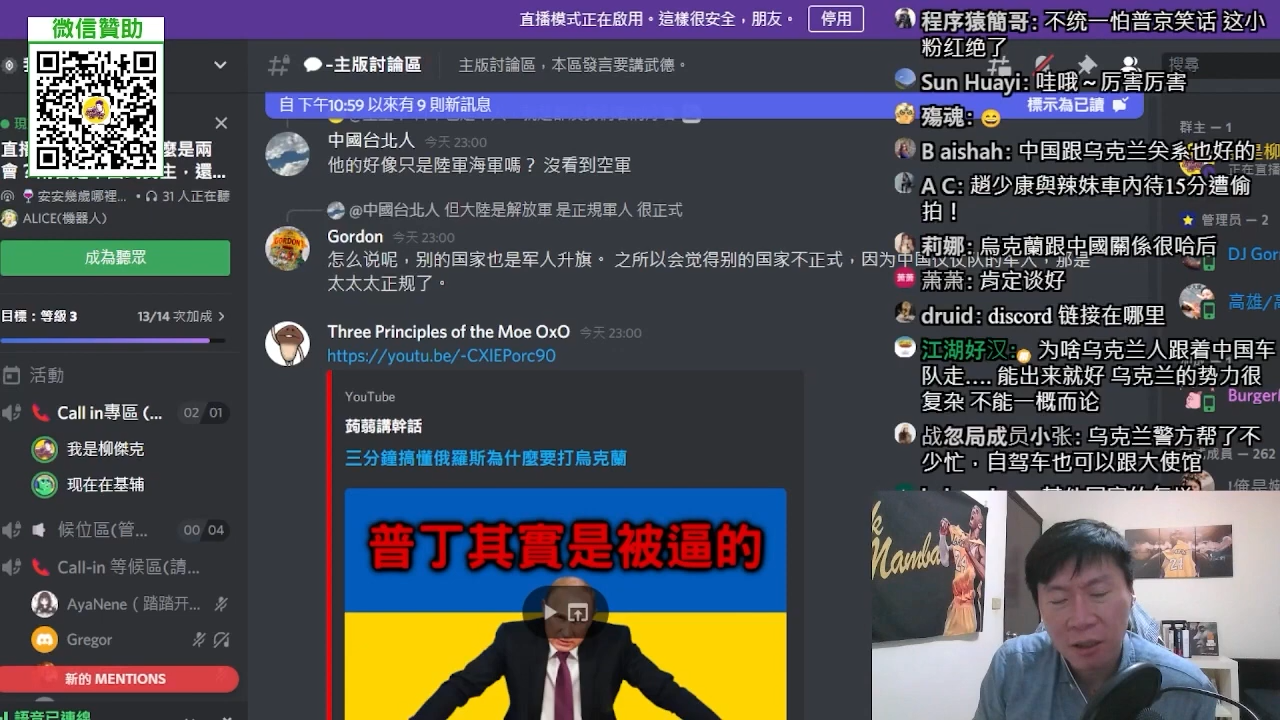 微信贊助
直播模式正在啟用。這樣很安全，朋友。
停用
-主版討論區
主版討論區，本區發言要講武德。
搜尋
自 下午10:59 以來有 9 則新訊息
標示為已讀
中國台北人 今天 23:00
他的好像只是陸軍海軍嗎？ 沒看到空軍
@中國台北人 但大陸是解放軍 是正規軍人 很正式
Gordon 今天 23:00
怎么说呢，别的国家也是军人升旗。 之所以会觉得别的国家不正式，因为中国仪仗队的军人，那是
太太太正规了。
Three Principles of the Moe OxO 今天 23:00
https://youtu.be/-CXIEPorc90
YouTube
蒟蒻講幹話
三分鐘搞懂俄羅斯為什麼要打烏克蘭
普丁其實是被逼的
安安幾歲哪裡... • 31 人正在聽
ALICE(機器人)
成為聽眾
目標：等級 3
13/14 次加成
活動
Call in專區 (...
02 01
我是柳傑克
现在在基辅
候位區(管...
00 04
Call-in 等候區(請...
AyaNene（踏踏开...
Gregor
新的 MENTIONS
語音已連線
程序猿簡哥: 不统一怕普京笑话 这小
粉红绝了
Sun Huayi: 哇哦～厉害厉害
殤魂: 😄
B aishah: 中国跟乌克兰关系也好的
A C: 趙少康與辣妹車內待15分遭偷
拍！
莉娜: 烏克蘭跟中國關係很哈后
萧萧
萧萧: 肯定谈好
druid: discord 链接在哪里
江湖好汉: 为啥乌克兰人跟着中国车
队走.... 能出来就好 乌克兰的势力很
复杂 不能一概而论
战忽局成员小张: 乌克兰警方帮了不
少忙．自驾车也可以跟大使馆
群主 — 1
管理员 — 2
DJ Gor
高雄/
Burger
成員 — 262
Mamba
24